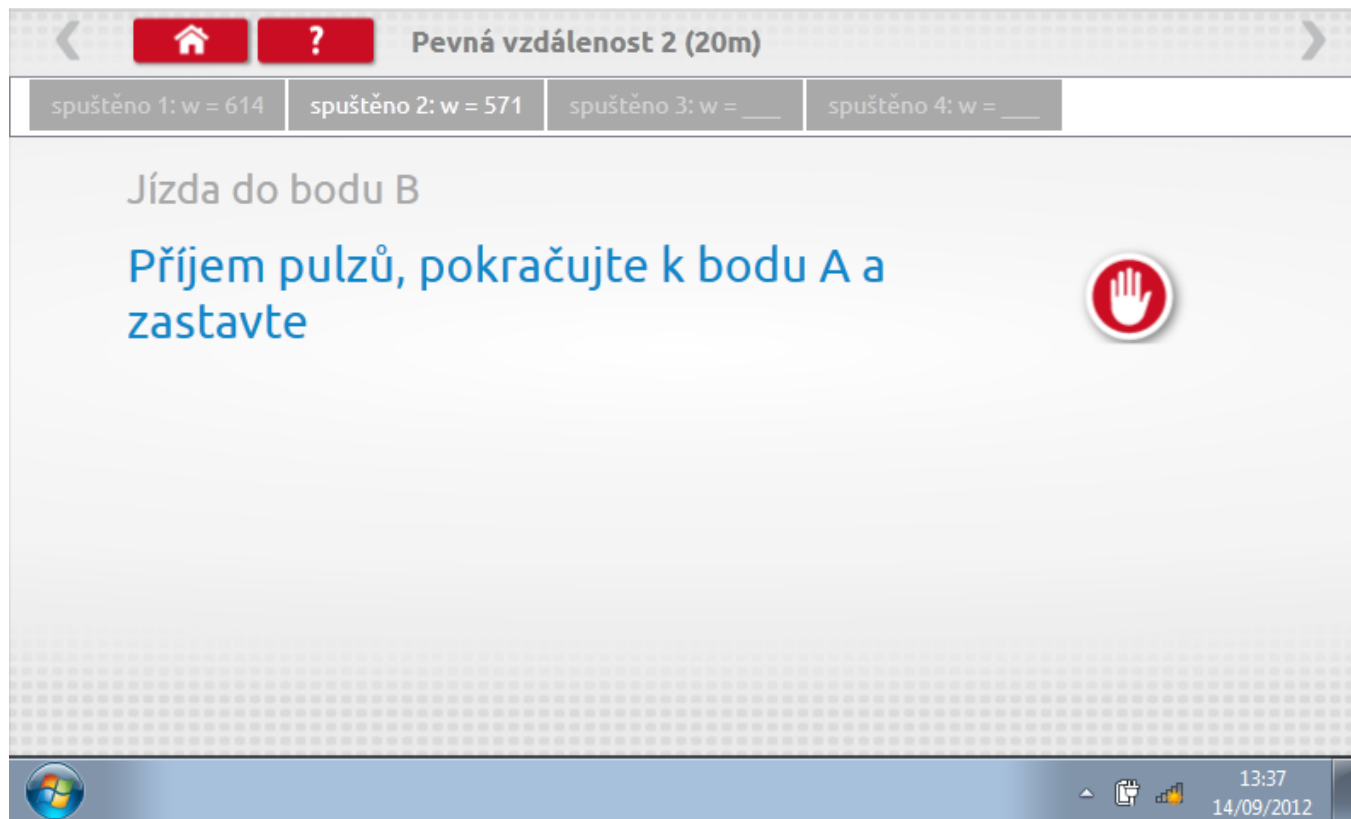 ? Pevná vzdálenost 2 (20m)
spuštěno 1: w = 614 spuštěno 2: w = 571 spuštěno 3: w = ___ spuštěno 4: w = ___
Jízda do bodu B
Příjem pulzů, pokračujte k bodu A a
zastavte
13:37
14/09/2012